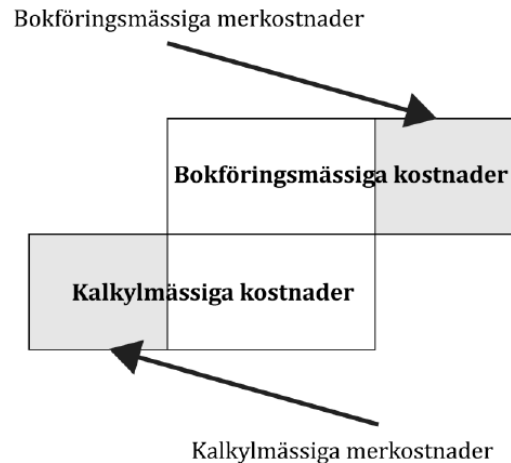 Bokföringsmässiga merkostnader
Bokföringsmässiga kostnader
Kalkylmässiga kostnader
Kalkylmässiga merkostnader